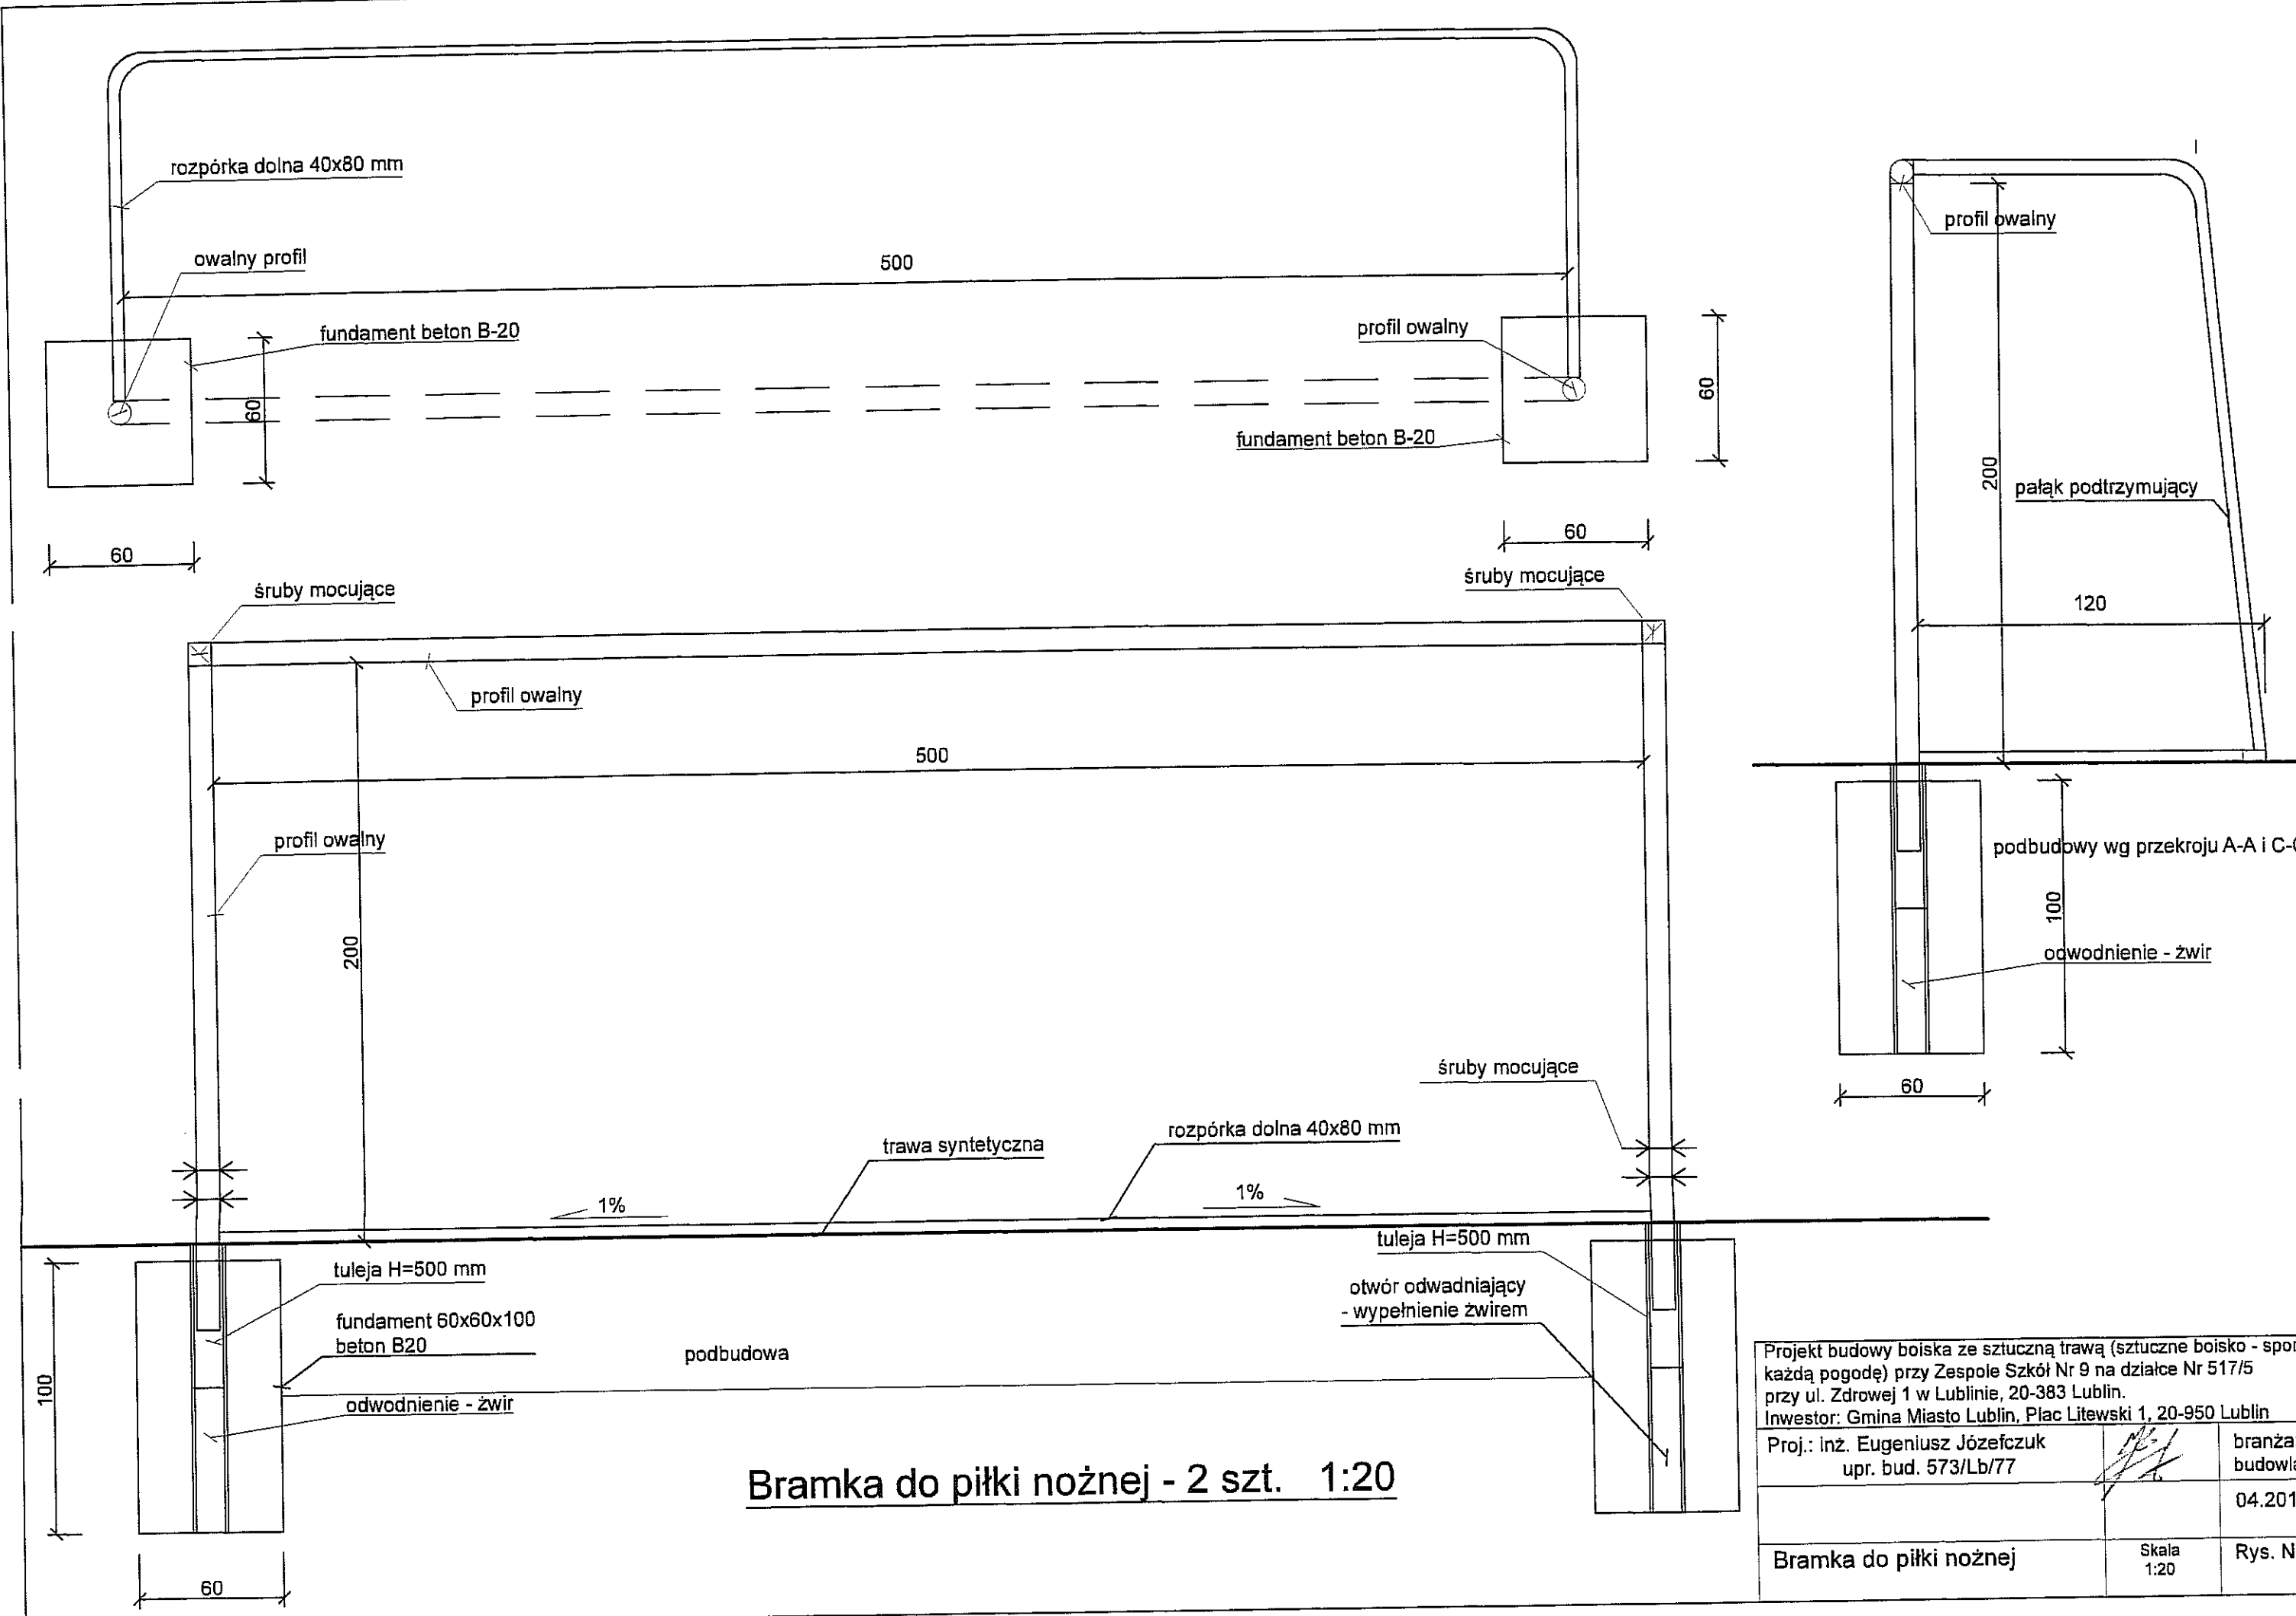 rozpórka dolna 40x80 mm
owalny profil
500
fundament beton B-20
60
60
profil owalny
fundament beton B-20
60
60
śruby mocujące
śruby mocujące
profil owalny
500
profil owalny
200
śruby mocujące
trawa syntetyczna
rozpórka dolna 40x80 mm
1%
1%
tuleja H=500 mm
fundament 60x60x100
beton B20
odwodnienie - żwir
podbudowa
tuleja H=500 mm
otwór odwadniający
- wypełnienie żwirem
100
60
profil owalny
200
pałąk podtrzymujący
120
podbudowy wg przekroju A-A i C-
100
odwodnienie - żwir
60
Bramka do piłki nożnej - 2 szt. 1:20
Projekt budowy boiska ze sztuczną trawą (sztuczne boisko - spor
każdą pogodę) przy Zespole Szkół Nr 9 na działce Nr 517/5
przy ul. Zdrowej 1 w Lublinie, 20-383 Lublin.
Inwestor: Gmina Miasto Lublin, Plac Litewski 1, 20-950 Lublin
Proj.: inż. Eugeniusz Józefczuk
upr. bud. 573/Lb/77
branża
budowla
04.201
Bramka do piłki nożnej
Skala
1:20
Rys. N